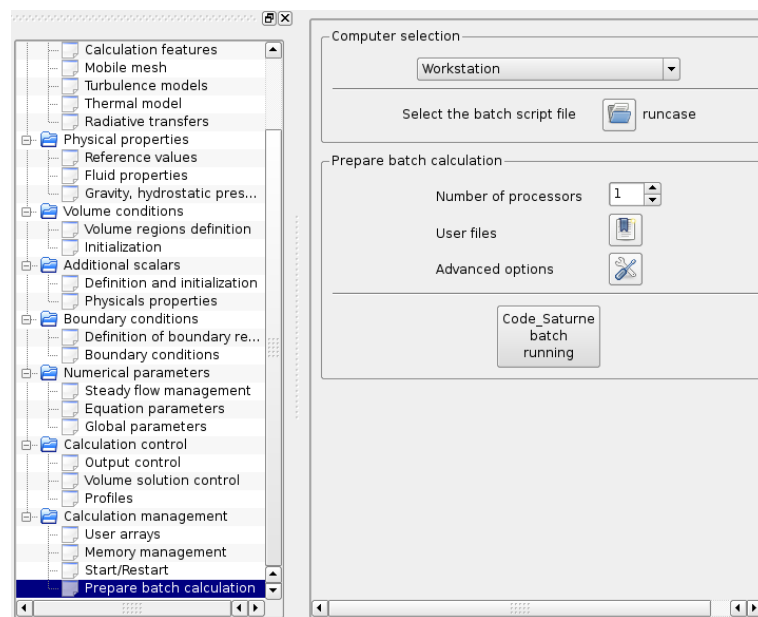 Calculation features
Mobile mesh
Turbulence models
Thermal model
Radiative transfers
Physical properties
Reference values
Fluid properties
Gravity, hydrostatic pres...
Volume conditions
Volume regions definition
Initialization
Additional scalars
Definition and initialization
Physicals properties
Boundary conditions
Definition of boundary re...
Boundary conditions
Numerical parameters
Steady flow management
Equation parameters
Global parameters
Calculation control
Output control
Volume solution control
Profiles
Calculation management
User arrays
Memory management
Start/Restart
Prepare batch calculation
Computer selection
Workstation
Select the batch script file runcase
Prepare batch calculation
Number of processors 1
User files
Advanced options
Code_Saturne
batch
running